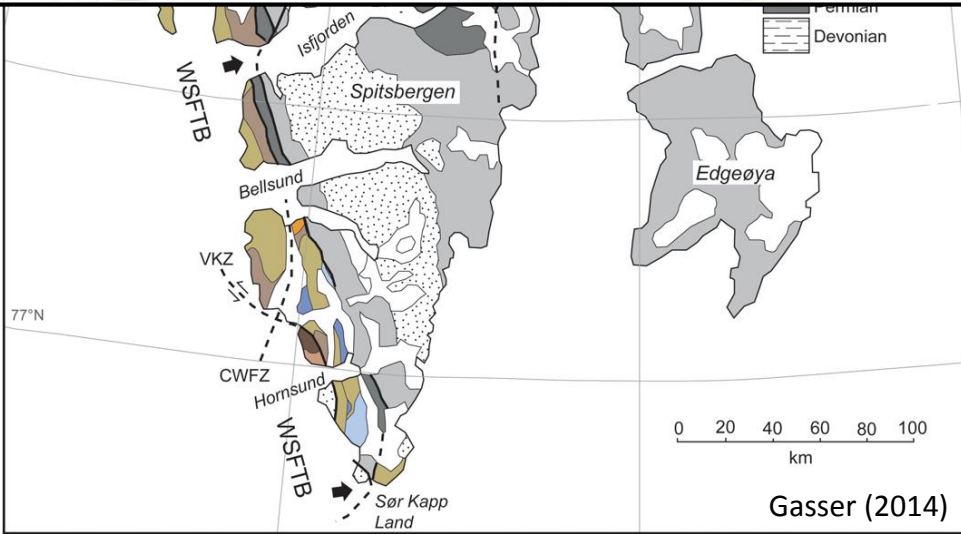 Permian
Devonian
Isfjorden
WSFTB
Spitsbergen
Edgeøya
Bellsund
VKZ
77°N
CWFZ
Hornsund
WSFTB
0 20 40 60 80 100
km
Sør Kapp
Land
Gasser (2014)